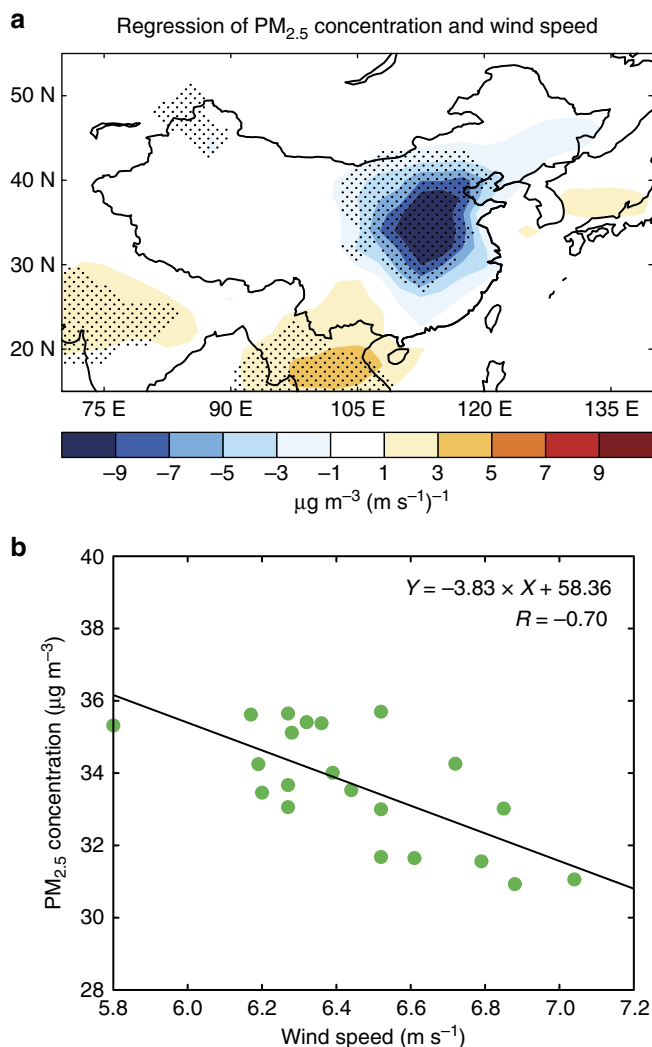 a
Regression of PM2.5 concentration and wind speed
50 N
40 N
30 N
20 N
75 E 90 E 105 E 120 E 135 E
−9 −7 −5 −3 −1 1 3 5 7 9
μg m−3 (m s−1)−1
b
Y = −3.83 × X + 58.36
R = −0.70
PM2.5 concentration (μg m−3)
40
38
36
34
32
30
28
5.8 6.0 6.2 6.4 6.6 6.8 7.0 7.2
Wind speed (m s−1)